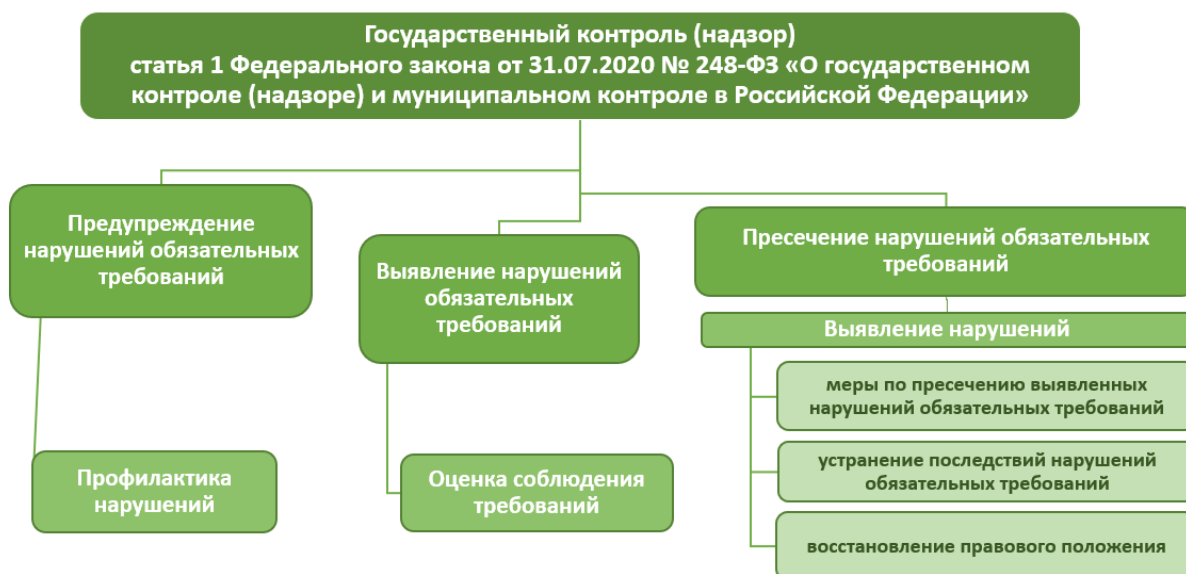 Государственный контроль (надзор)
статья 1 Федерального закона от 31.07.2020 № 248-ФЗ «О государственном
контроле (надзоре) и муниципальном контроле в Российской Федерации»
Предупреждение
нарушений обязательных
требований
Профилактика
нарушений
Выявление нарушений
обязательных
требований
Оценка соблюдения
требований
Пресечение нарушений обязательных
требований
Выявление нарушений
меры по пресечению выявленных
нарушений обязательных требований
устранение последствий нарушений
обязательных требований
восстановление правового положения